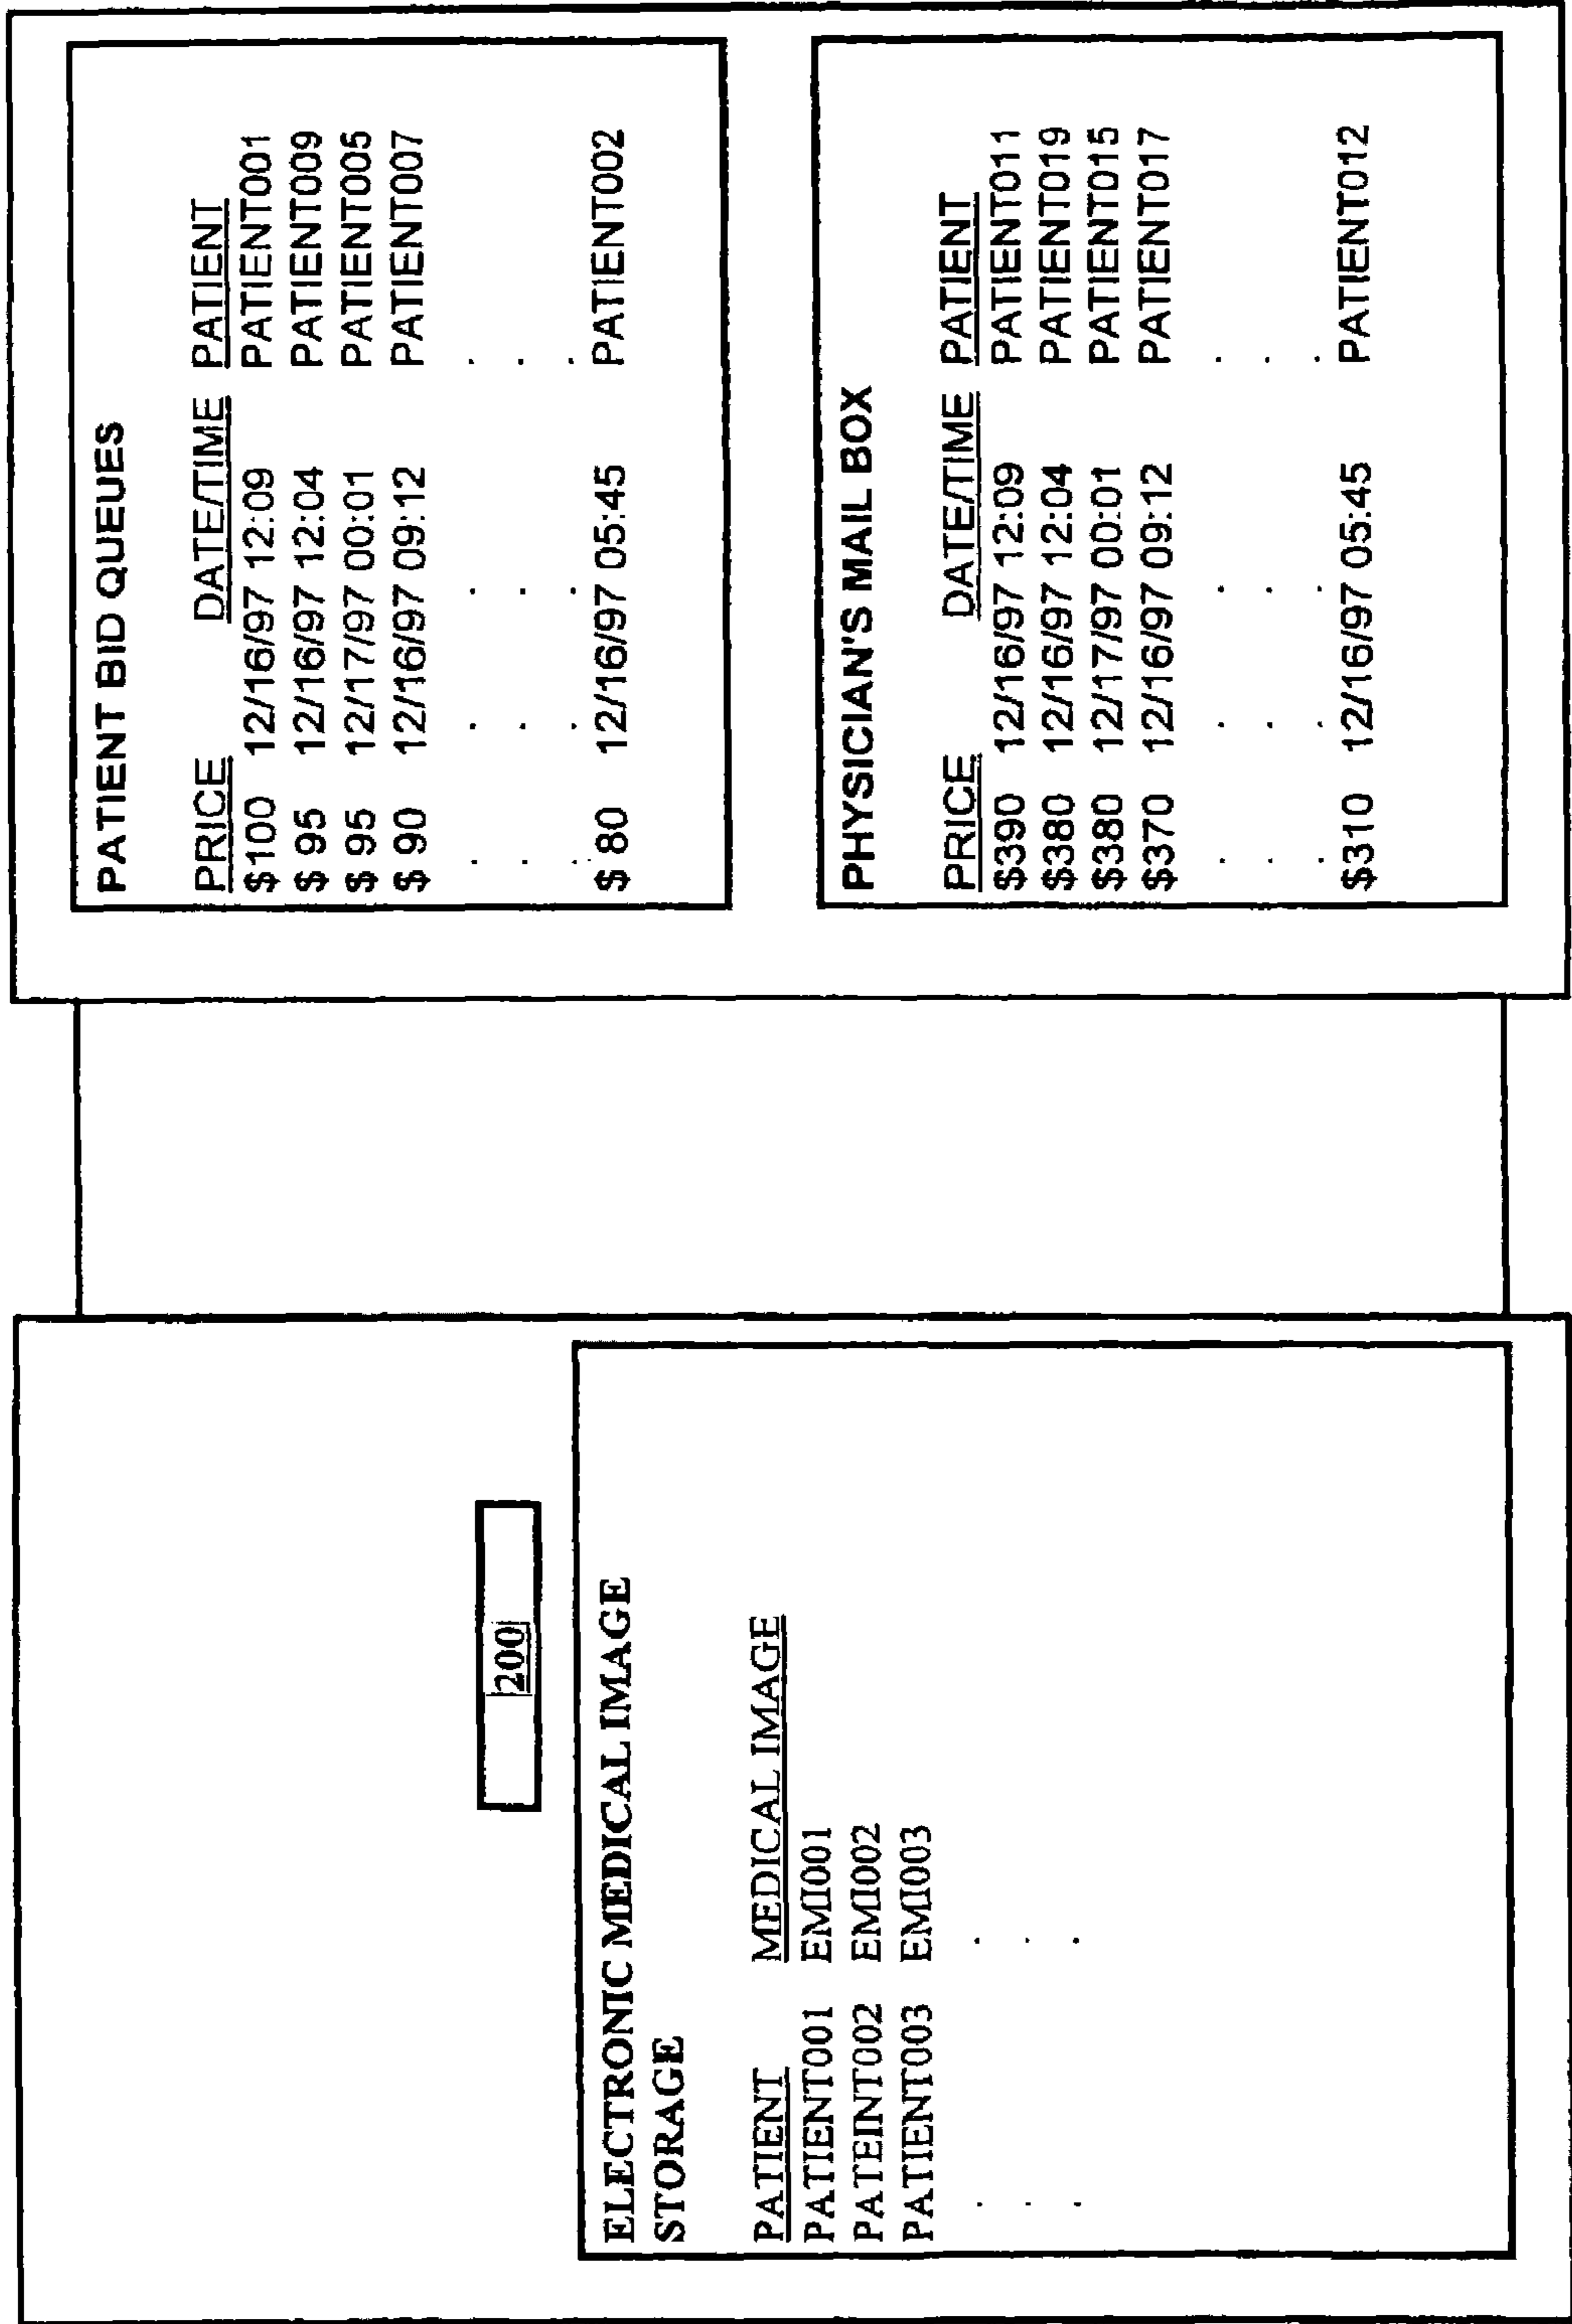 200
ELECTRONIC MEDICAL IMAGE
STORAGE
PATIENT MEDICAL IMAGE
PATIENT001 EMI001
PATEINT002 EMI002
PATIENT003 EMI003
. .
. .
. .
PATIENT BID QUEUES
PRICE DATE/TIME PATIENT
$100 12/16/97 12:09 PATIENT001
$ 95 12/16/97 12:04 PATIENT009
$ 95 12/17/97 00:01 PATIENT005
$ 90 12/16/97 09:12 PATIENT007
. . . .
. . . .
. . . .
$ 80 12/16/97 05:45 PATIENT002
PHYSICIAN'S MAIL BOX
PRICE DATE/TIME PATIENT
$390 12/16/97 12:09 PATIENT011
$380 12/16/97 12:04 PATIENT019
$380 12/17/97 00:01 PATIENT015
$370 12/16/97 09:12 PATIENT017
. . . .
. . . .
. . . .
$310 12/16/97 05:45 PATIENT012